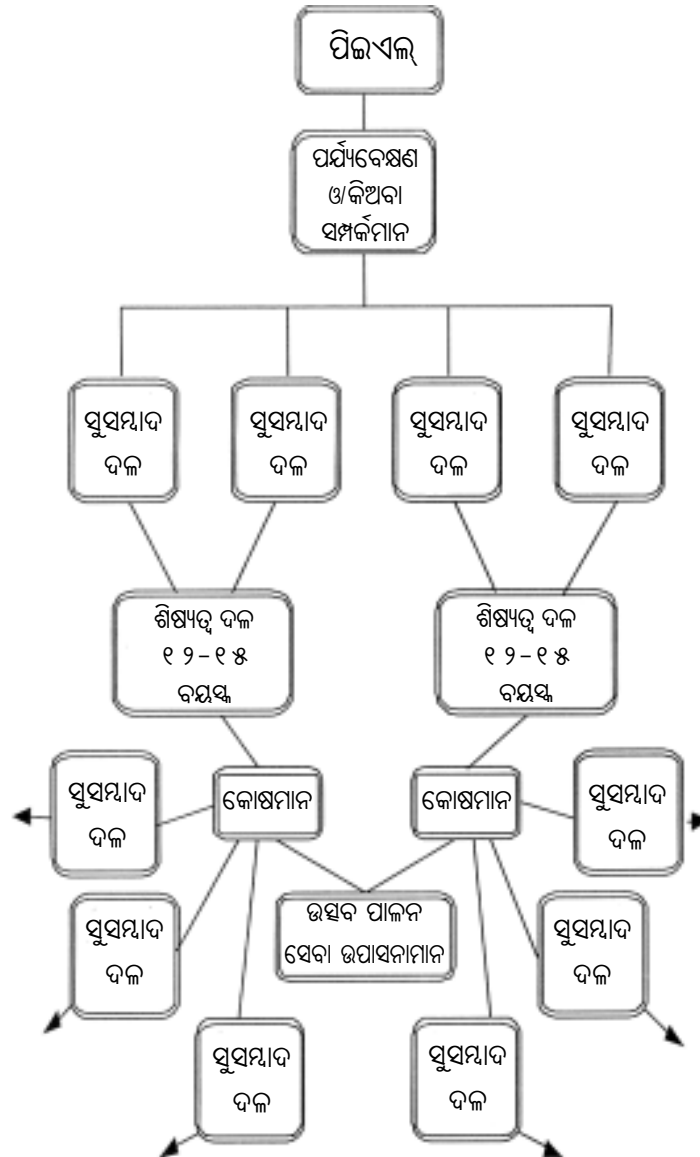 ପିଇଏଲ୍
ପର୍ଯ୍ୟବେକ୍ଷଣ
ଓ/କିଅବା
ସମ୍ପର୍କମାନ
ସୁସମ୍ବାଦ
ଦଳ
ସୁସମ୍ବାଦ
ଦଳ
ସୁସମ୍ବାଦ
ଦଳ
ସୁସମ୍ବାଦ
ଦଳ
ଶିଷ୍ୟତ୍ୱ ଦଳ
୧୨-୧୫
ବୟସ୍କ
ଶିଷ୍ୟତ୍ୱ ଦଳ
୧୨-୧୫
ବୟସ୍କ
ସୁସମ୍ବାଦ
ଦଳ
କୋଷମାନ
କୋଷମାନ
ସୁସମ୍ବାଦ
ଦଳ
ସୁସମ୍ବାଦ
ଦଳ
ଉତ୍ସବ ପାଳନ
ସେବା ଉପାସନାମାନ
ସୁସମ୍ବାଦ
ଦଳ
ସୁସମ୍ବାଦ
ଦଳ
ସୁସମ୍ବାଦ
ଦଳ